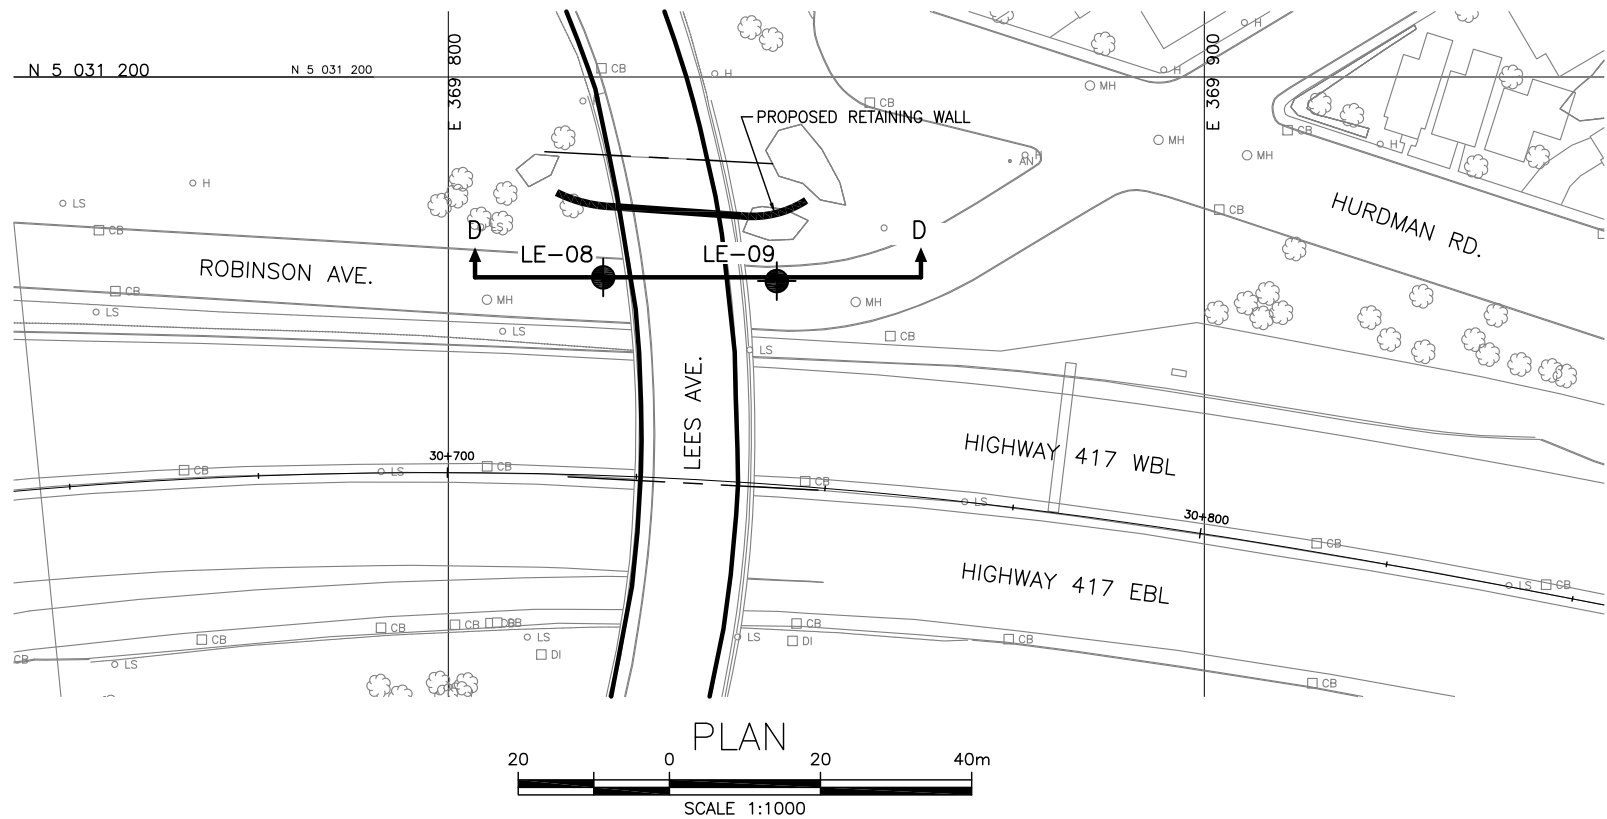 N 5 031 200
N 5 031 200
E 369 800
E 369 900
CB
H
H
H
MH
CB
CB
PROPOSED RETAINING WALL
MH
H
AN
H
MH
H
LS
CB
LS
CB
HURDMAN RD.
D
D
LE-08
LE-09
ROBINSON AVE.
CB
LS
MH
MH
LS
CB
LS
LEES AVE.
HIGHWAY 417 WBL
30+700
CB
LS
CB
CB
LS
30+800
CB
HIGHWAY 417 EBL
LS
CB
CB
CB
CB
CB
LS
DI
LS
CB
DI
CB
CB
LS
CB
PLAN
20 0 20 40m
SCALE 1:1000